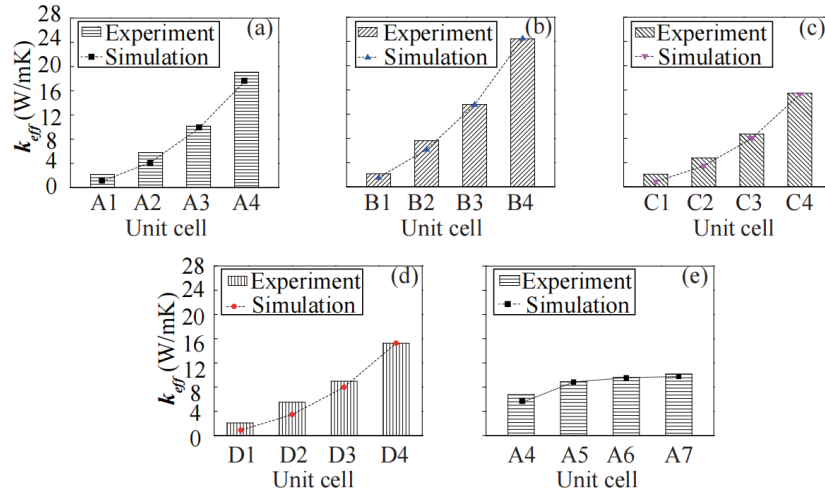 (a) (b) (c)
Experiment Experiment Experiment
Simulation Simulation Simulation
k_eff (W/mK)
28
24
20
16
12
8
4
0
A1 A2 A3 A4 B1 B2 B3 B4 C1 C2 C3 C4
Unit cell Unit cell Unit cell
(d) (e)
Experiment Experiment
Simulation Simulation
k_eff (W/mK)
28
24
20
16
12
8
4
0
D1 D2 D3 D4 A4 A5 A6 A7
Unit cell Unit cell